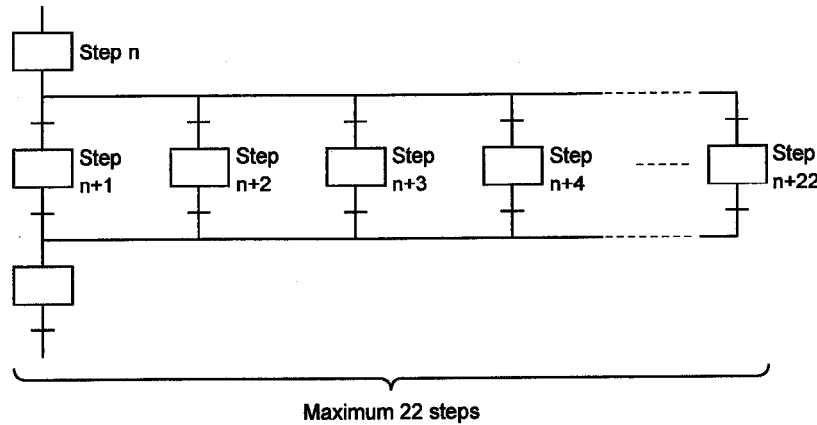 Step n
Step
n+1
Step
n+2
Step
n+3
Step
n+4
Step
n+22
Maximum 22 steps